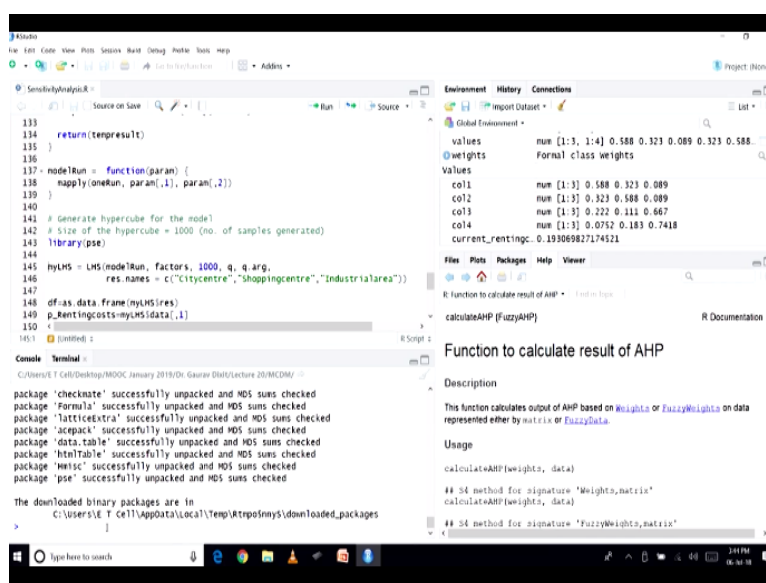 RStudio
File Edit Code View Plots Session Build Debug Profile Tools Help
Go to file/function Addins
Project: (Non
SensitivityAnalysis.R
Source on Save Run Source
133
134 return(tempresult)
135 }
136
137 modelRun = function(param) {
138 mapply(oneRun, param[,1], param[,2])
139 }
140
141 # Generate hypercube for the model
142 # Size of the hypercube = 1000 (no. of samples generated)
143 library(pse)
144
145 myLHS = LHS(modelRun, factors, 1000, q, q.arg,
146 res.names = c("Citycentre","Shoppingcentre","Industrialarea"))
147
148 df=as.data.frame(myLHS$res)
149 p_Rentingcosts=myLHS$data[,1]
150
145:1 (Untitled) R Script
Console Terminal
C:/Users/E T Cell/Desktop/MOOC January 2019/Dr. Gaurav Dixit/Lecture 20/MCDM/
package 'checkmate' successfully unpacked and MD5 sums checked
package 'Formula' successfully unpacked and MD5 sums checked
package 'latticeExtra' successfully unpacked and MD5 sums checked
package 'acepack' successfully unpacked and MD5 sums checked
package 'data.table' successfully unpacked and MD5 sums checked
package 'htmlTable' successfully unpacked and MD5 sums checked
package 'Hmisc' successfully unpacked and MD5 sums checked
package 'pse' successfully unpacked and MD5 sums checked
The downloaded binary packages are in
C:\Users\E T Cell\AppData\Local\Temp\RtmpoSnnyS\downloaded_packages
>
Environment History Connections
Import Dataset List
Global Environment
values num [1:3, 1:4] 0.588 0.323 0.089 0.323 0.588…
weights Formal class weights
Values
col1 num [1:3] 0.588 0.323 0.089
col2 num [1:3] 0.323 0.183 0.089
col3 num [1:3] 0.222 0.111 0.667
col4 num [1:3] 0.0752 0.183 0.7418
current_rentingc… 0.193069827174521
Files Plots Packages Help Viewer
R: Function to calculate result of AHP Find in Topic
calculateAHP {FuzzyAHP} R Documentation
Function to calculate result of AHP
Description
This function calculates output of AHP based on Weights or FuzzyWeights on data
represented either by matrix or FuzzyData.
Usage
calculateAHP(weights, data)
## S4 method for signature 'Weights,matrix'
calculateAHP(weights, data)
## S4 method for signature 'FuzzyWeights,matrix'
Type here to search
3:41 PM
06-Jul-18